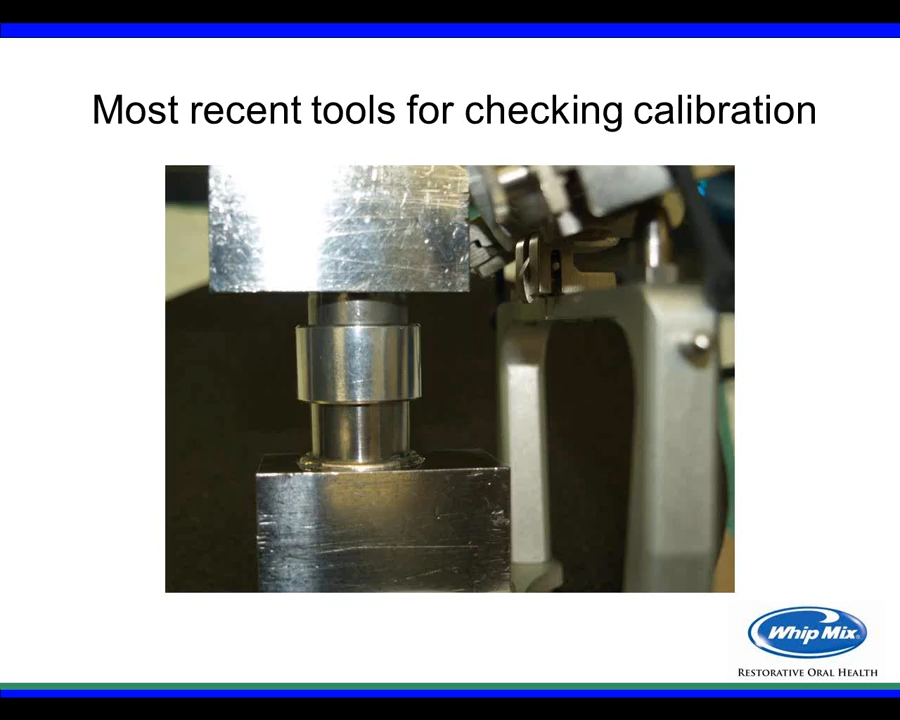 Most recent tools for checking calibration
Whip Mix®
RESTORATIVE ORAL HEALTH